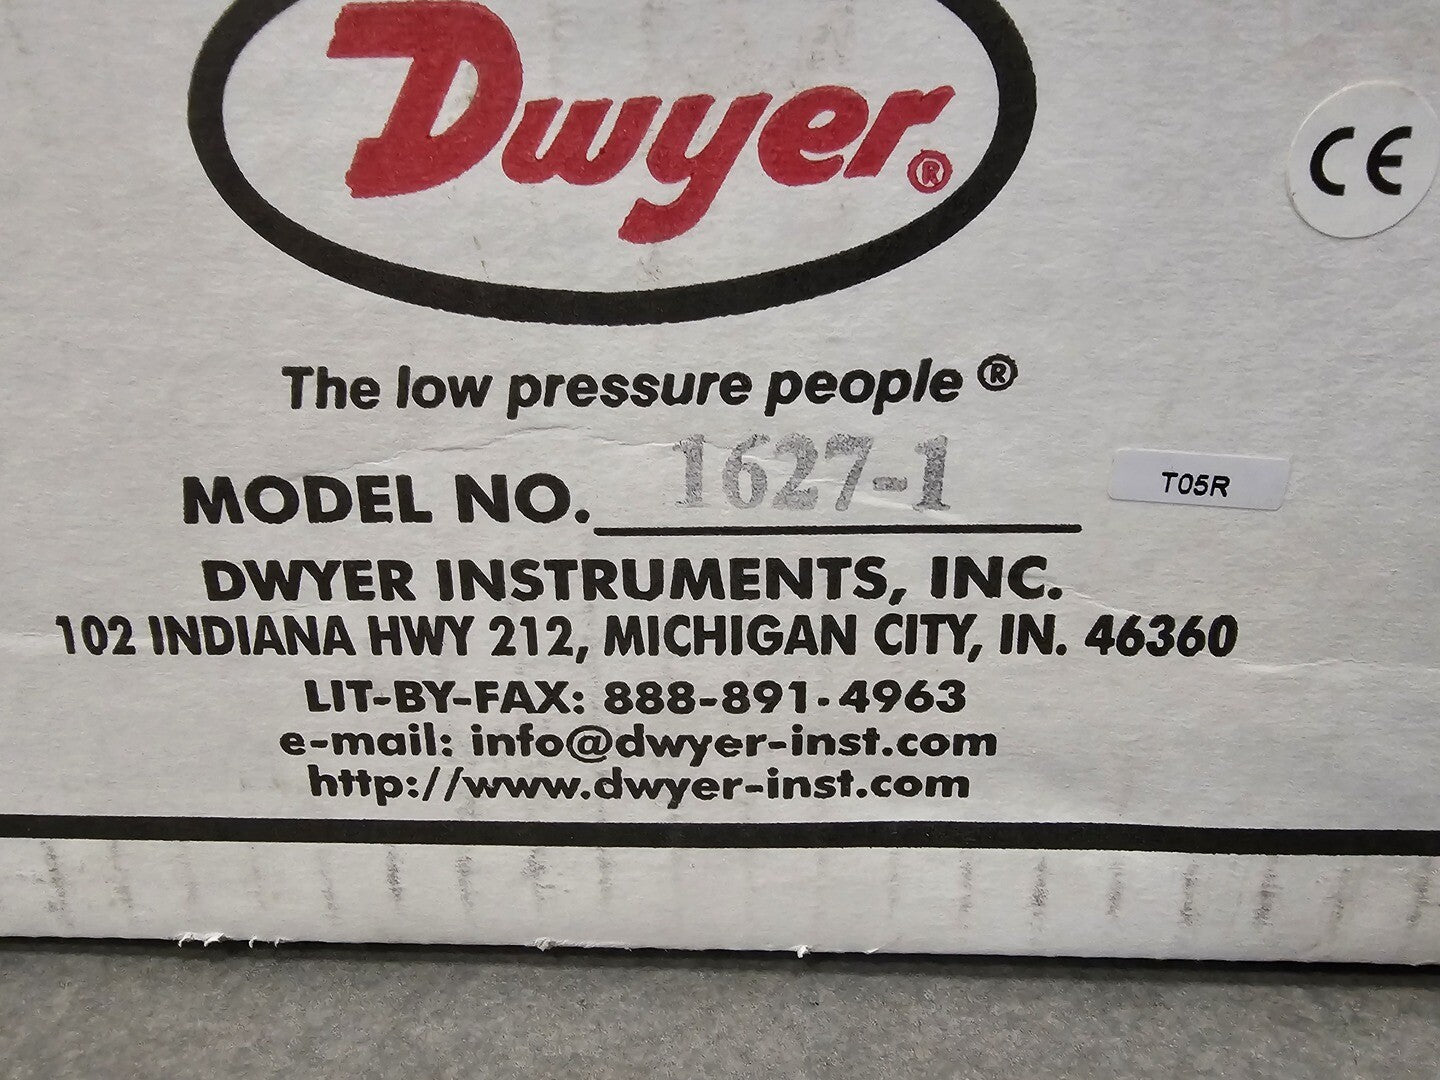 Dwyer®
CE
The low pressure people®
MODEL NO. 1627-1
T05R
DWYER INSTRUMENTS, INC.
102 INDIANA HWY 212, MICHIGAN CITY, IN. 46360
LIT-BY-FAX: 888-891-4963
e-mail: info@dwyer-inst.com
http://www.dwyer-inst.com